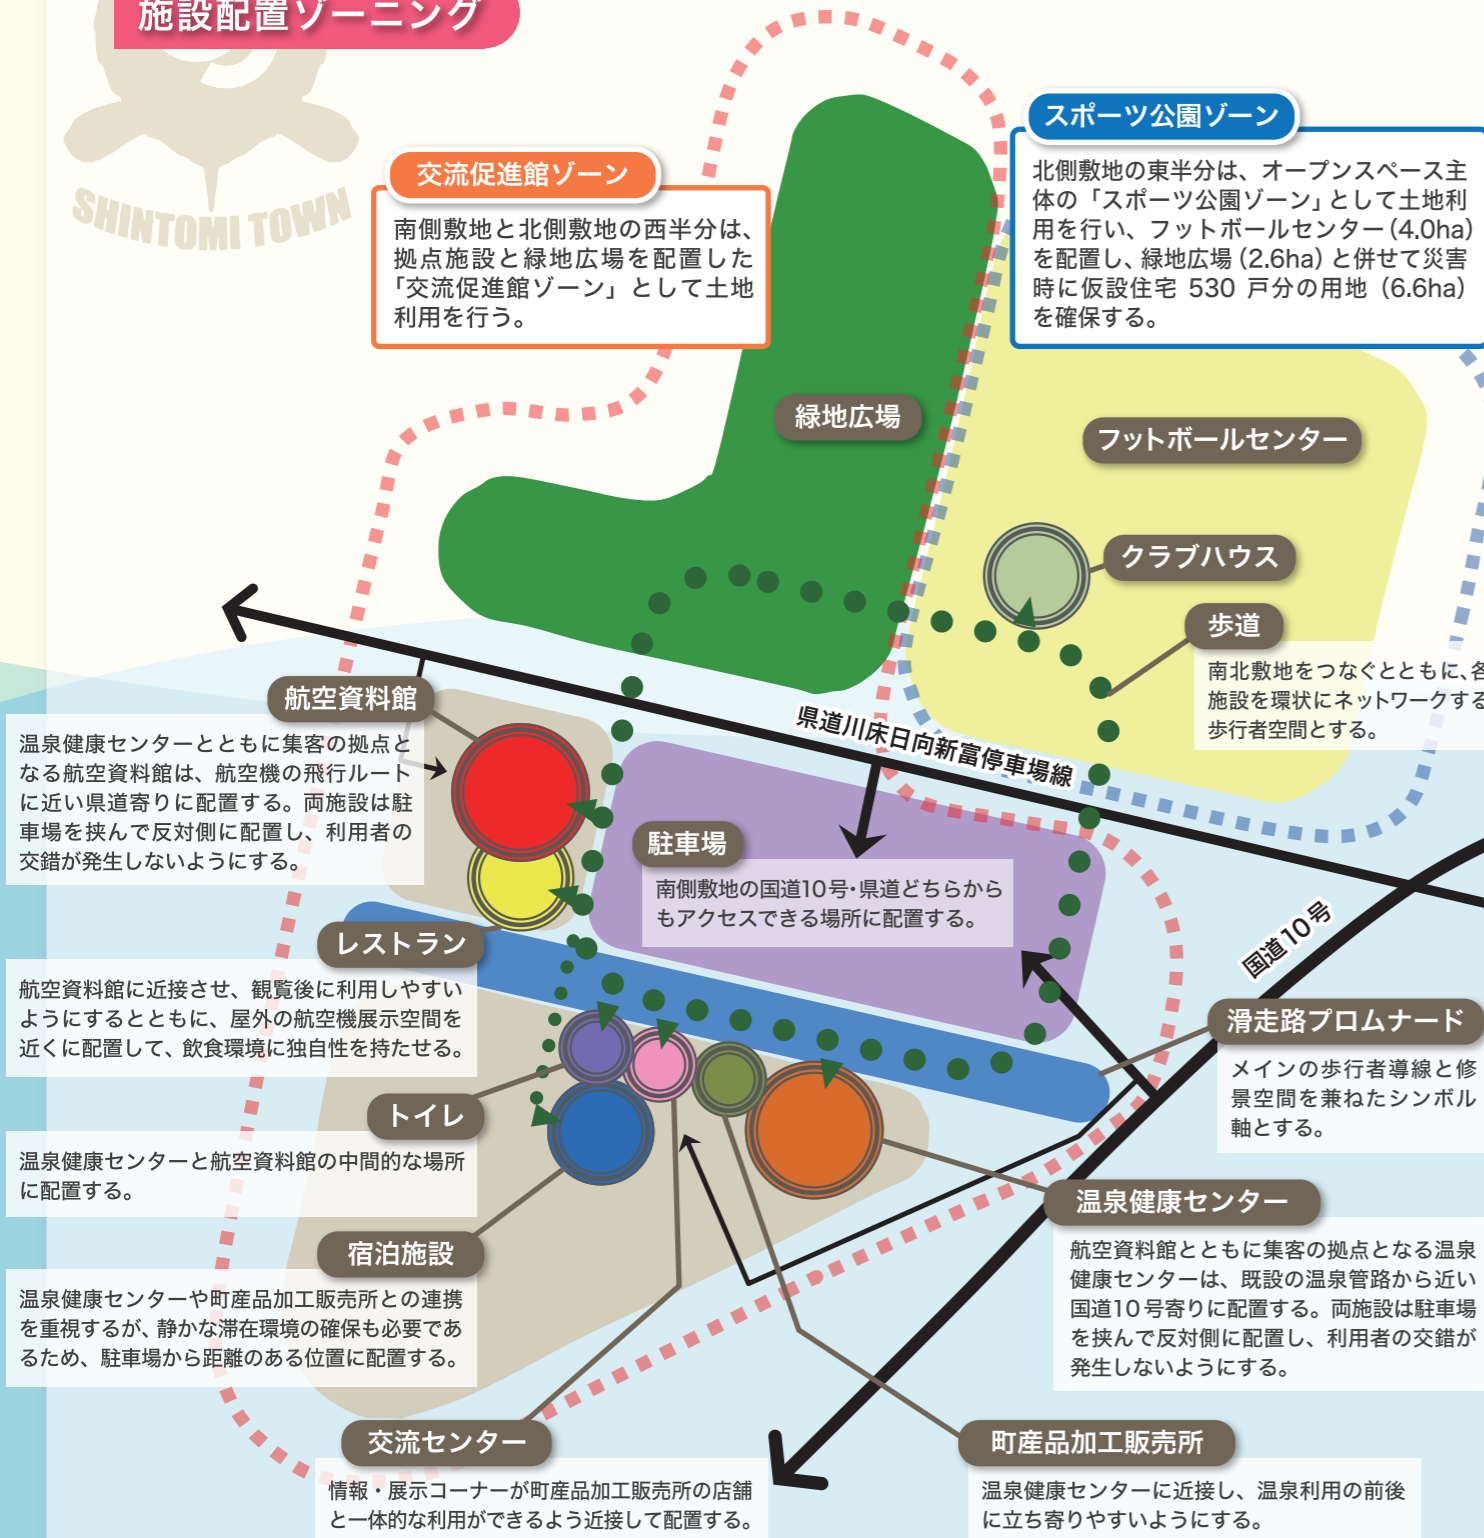 施設配置ゾーニング
SHINTOMI TOWN
交流促進館ゾーン
南側敷地と北側敷地の西半分は、
拠点施設と緑地広場を配置した
「交流促進館ゾーン」として土地
利用を行う。
スポーツ公園ゾーン
北側敷地の東半分は、オープンスペース主
体の「スポーツ公園ゾーン」として土地利
用を行い、フットボールセンター(4.0ha)
を配置し、緑地広場(2.6ha)と併せて災害
時に仮設住宅 530 戸分の用地(6.6ha)
を確保する。
緑地広場
フットボールセンター
クラブハウス
歩道
南北敷地をつなぐとともに、各
施設を環状にネットワークする
歩行者空間とする。
県道川床日向新富停車場線
航空資料館
温泉健康センターとともに集客の拠点と
なる航空資料館は、航空機の飛行ルート
に近い県道寄りに配置する。両施設は駐
車場を挟んで反対側に配置し、利用者の
交錯が発生しないようにする。
駐車場
南側敷地の国道10号・県道どちらから
もアクセスできる場所に配置する。
国道10号
レストラン
航空資料館に近接させ、観覧後に利用しやすい
ようにするとともに、屋外の航空機展示空間を
近くに配置して、飲食環境に独自性を持たせる。
滑走路プロムナード
メインの歩行者導線と修
景空間を兼ねたシンボル
軸とする。
トイレ
温泉健康センターと航空資料館の中間的な場所
に配置する。
温泉健康センター
航空資料館とともに集客の拠点となる温泉
健康センターは、既設の温泉管路から近い
国道10号寄りに配置する。両施設は駐車場
を挟んで反対側に配置し、利用者の交錯が
発生しないようにする。
宿泊施設
温泉健康センターや町産品加工販売所との連携
を重視するが、静かな滞在環境の確保も必要であ
るため、駐車場から距離のある位置に配置する。
交流センター
情報・展示コーナーが町産品加工販売所の店舗
と一体的な利用ができるよう近接して配置する。
町産品加工販売所
温泉健康センターに近接し、温泉利用の前後
に立ち寄りやすいようにする。